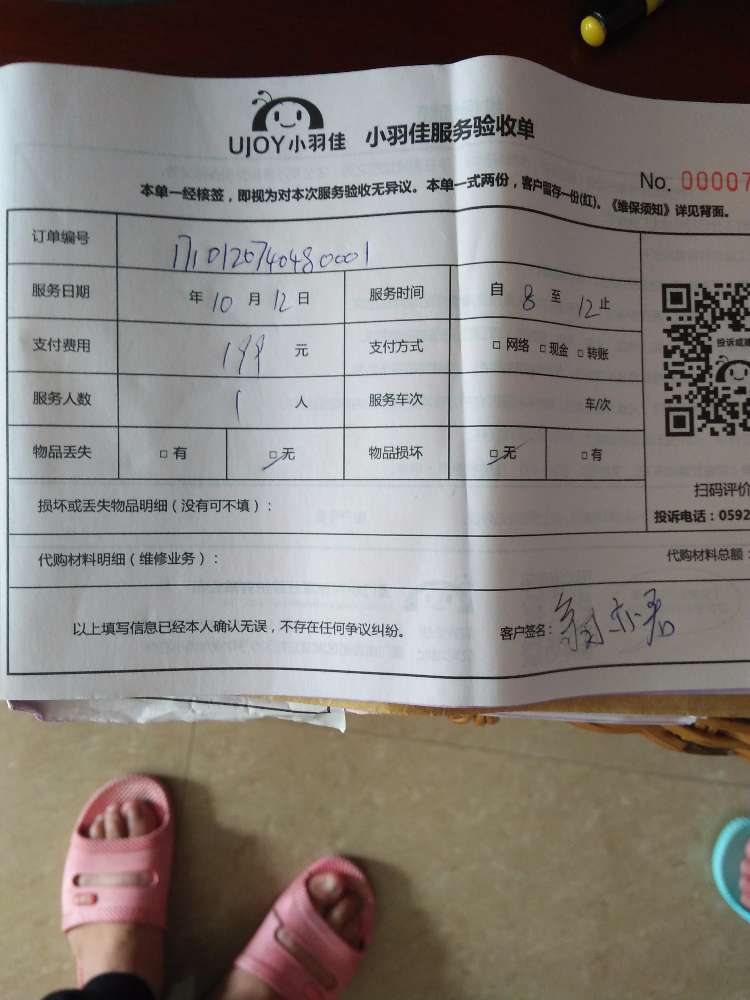 UJOY小羽佳 小羽佳服务验收单
No. 00007
本单一经核签，即视为对本次服务验收无异议。本单一式两份，客户留存一份(红)。《维保须知》详见背面。
订单编号 1710120740480001
服务日期 年 10 月 12 日 服务时间 自 8 至 12 止
支付费用 199 元 支付方式 □ 网络 □ 现金 □ 转账
投诉或建
服务人数 1 人 服务车次 车/次
物品丢失 □ 有 □ 无 物品损坏 □ 无 □ 有
扫码评价
损坏或丢失物品明细（没有可不填）：
投诉电话：0592
代购材料明细（维修业务）： 代购材料总额：
以上填写信息已经本人确认无误，不存在任何争议纠纷。 客户签名：